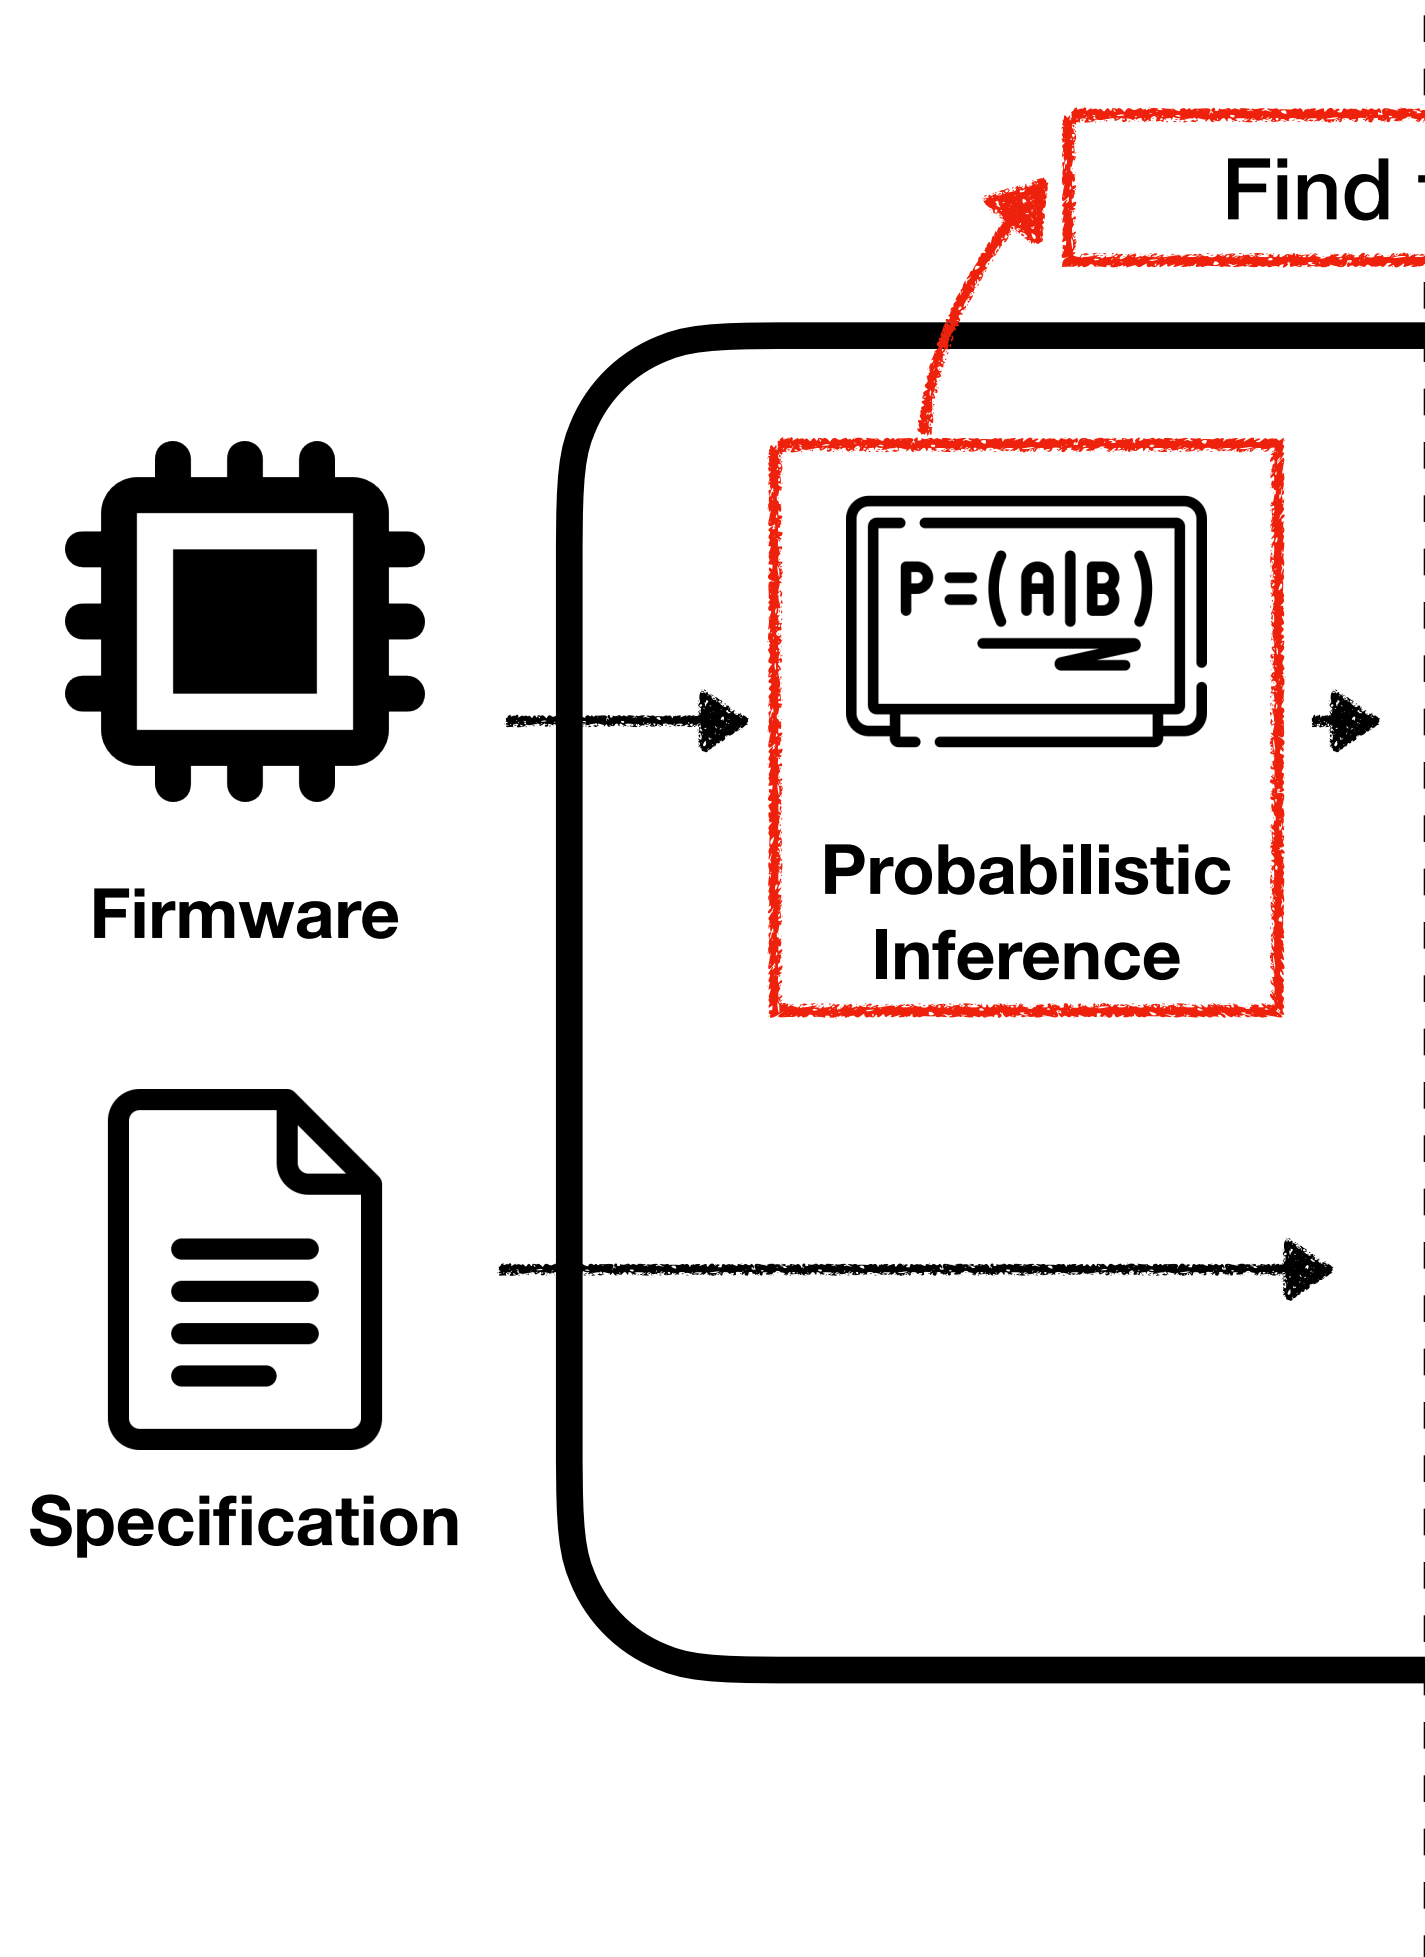 Find
P=(A|B)
Probabilistic
Inference
Firmware
Specification